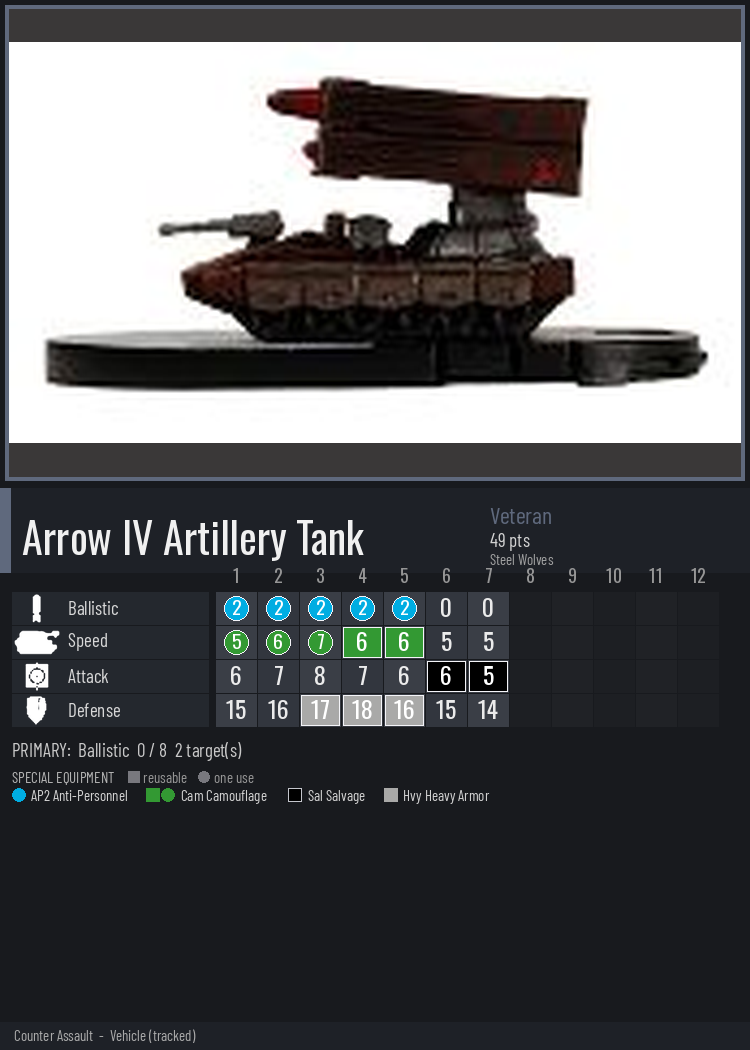 Arrow IV Artillery Tank
Veteran
49 pts
Steel Wolves
1 2 3 4 5 6 7 8 9 10 11 12
Ballistic 2 2 2 2 2 0 0
Speed 5 6 7 6 6 5 5
Attack 6 7 8 7 6 6 5
Defense 15 16 17 18 16 15 14
PRIMARY: Ballistic 0 / 8 2 target(s)
SPECIAL EQUIPMENT reusable one use
AP2 Anti-Personnel Cam Camouflage Sal Salvage Hvy Heavy Armor
Counter Assault - Vehicle (tracked)